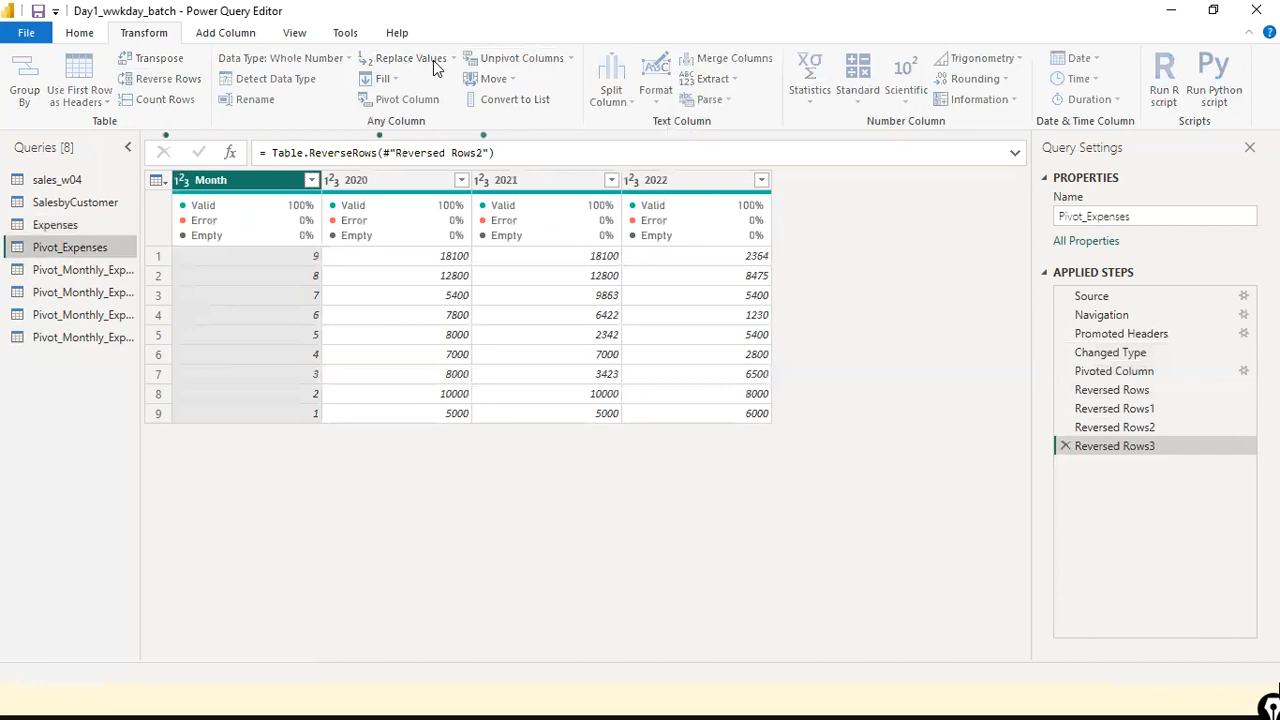 Day1_wwkday_batch - Power Query Editor
File Home Transform Add Column View Tools Help
Group By
Use First Row as Headers
Transpose
Reverse Rows
Count Rows
Table
Data Type: Whole Number
Detect Data Type
Rename
Replace Values
Fill
Pivot Column
Unpivot Columns
Move
Convert to List
Any Column
Split Column
Format
ABC
Merge Columns
Extract
Parse
Text Column
Statistics
Standard
Scientific
Trigonometry
Rounding
Information
Number Column
Date
Time
Duration
Date & Time Column
Run R script
Run Python script
Scripts
Queries [8]
sales_w04
SalesbyCustomer
Expenses
Pivot_Expenses
Pivot_Monthly_Exp...
Pivot_Monthly_Exp...
Pivot_Monthly_Exp...
Pivot_Monthly_Exp...
fx = Table.ReverseRows(#"Reversed Rows2")
Month 2020 2021 2022
Valid 100% Valid 100% Valid 100% Valid 100%
Error 0% Error 0% Error 0% Error 0%
Empty 0% Empty 0% Empty 0% Empty 0%
1 9 18100 18100 2364
2 8 12800 12800 8475
3 7 5400 9863 5400
4 6 7800 6422 1230
5 5 8000 2342 5400
6 4 7000 7000 2800
7 3 8000 3423 6500
8 2 10000 10000 8000
9 1 5000 5000 6000
Query Settings
PROPERTIES
Name
Pivot_Expenses
All Properties
APPLIED STEPS
Source
Navigation
Promoted Headers
Changed Type
Pivoted Column
Reversed Rows
Reversed Rows1
Reversed Rows2
Reversed Rows3